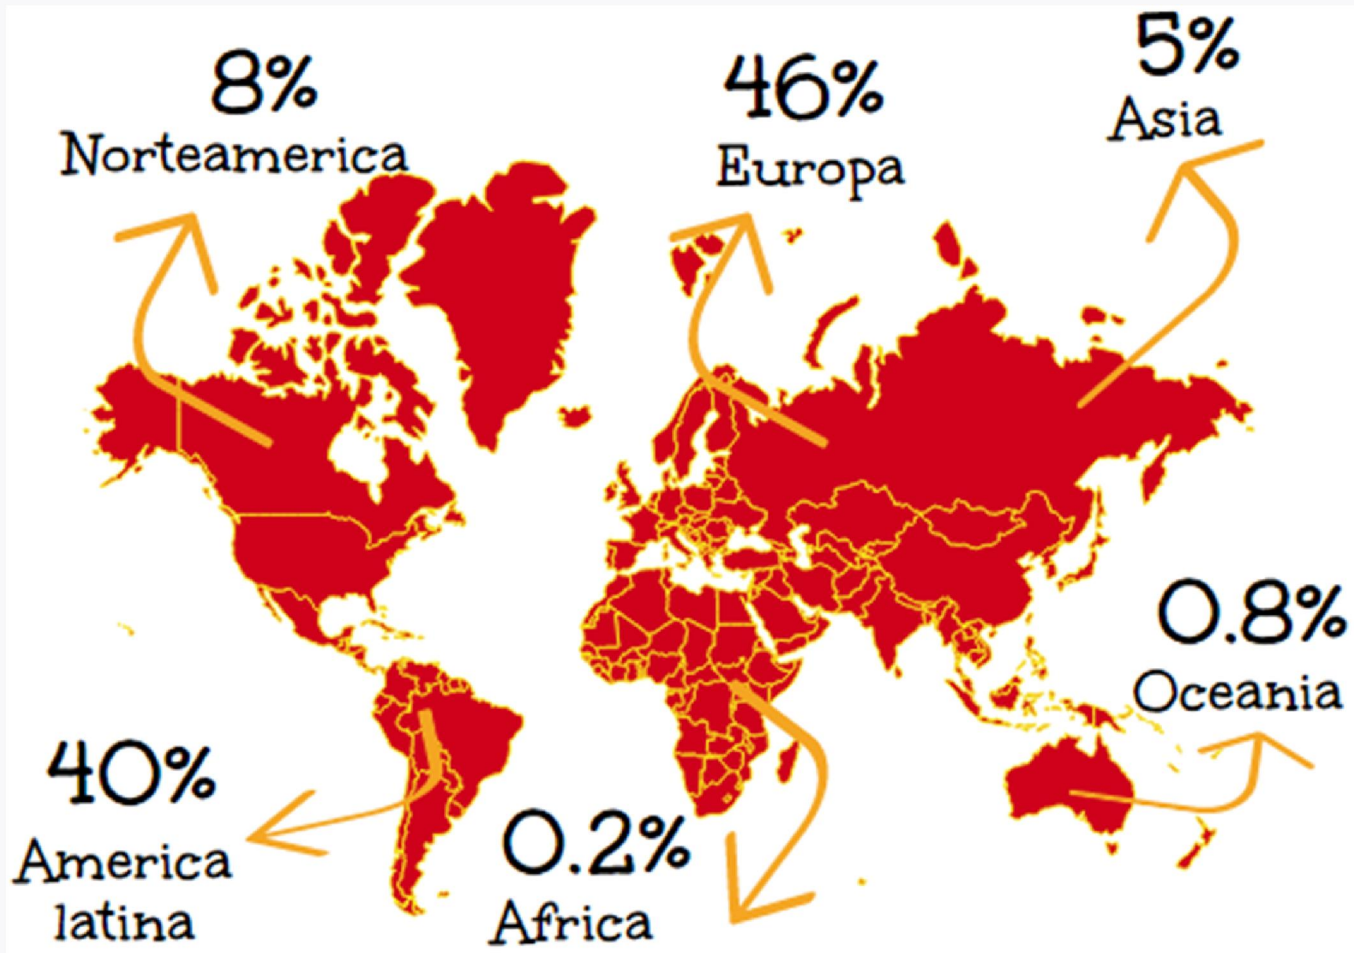 8%
Norteamerica
46%
Europa
5%
Asia
0.8%
Oceania
40%
America
latina
0.2%
Africa